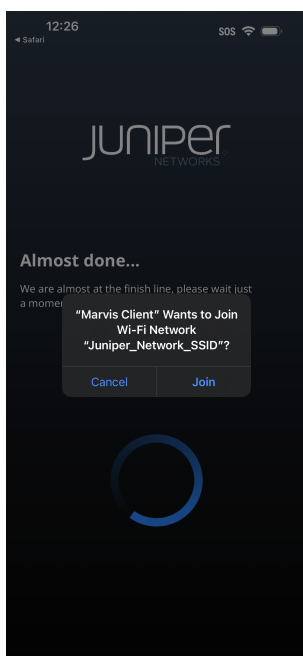 12:26
SOS
◀ Safari
JUNIPer
NETWORKS
Almost done...
We are almost at the finish line, please wait just
a momen
"Marvis Client" Wants to Join
Wi-Fi Network
"Juniper_Network_SSID"?
Cancel
Join